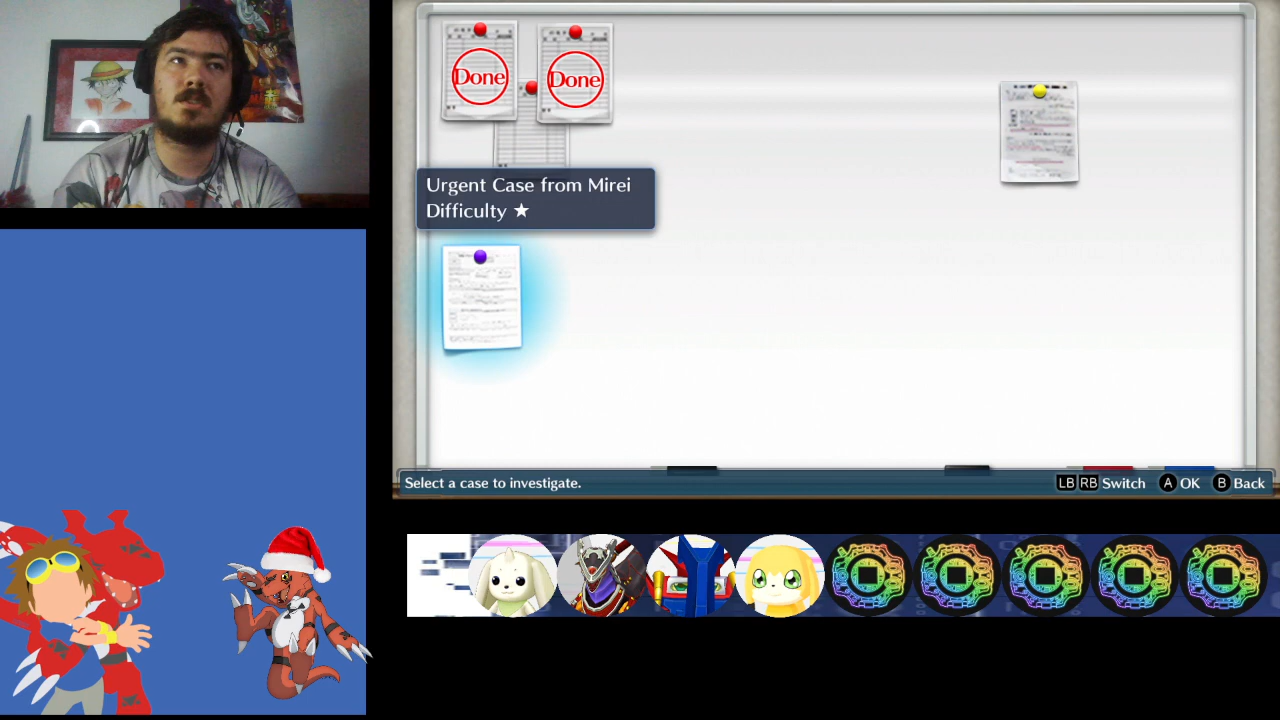 Done
Done
Urgent Case from Mirei
Difficulty ★
Select a case to investigate.
LB RB Switch A OK B Back